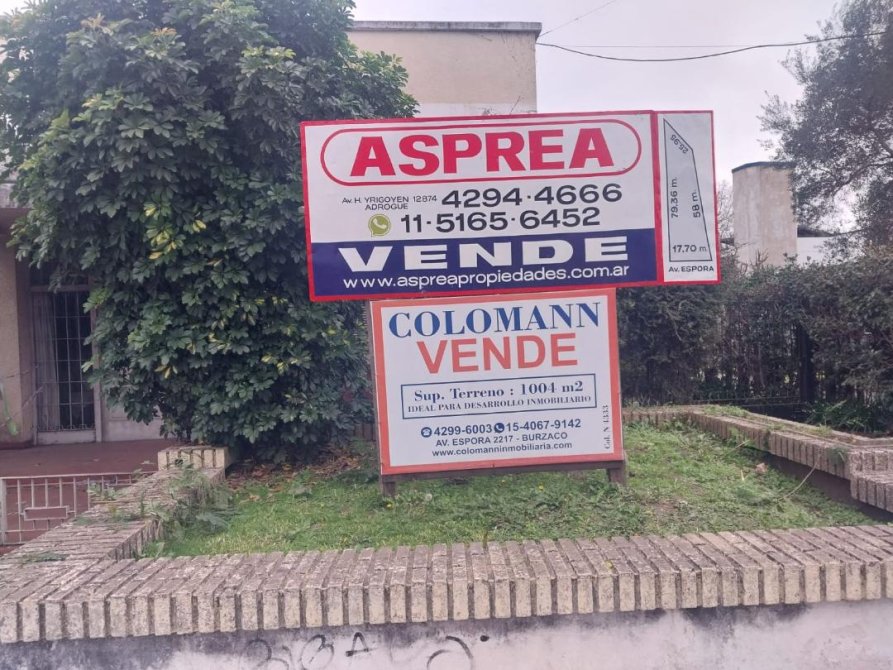 ASPREA
Av. H. YRIGOYEN 12874
ADROGUE
4294·4666
11·5165·6452
VENDE
www.aspreapropiedades.com.ar
79.36 m.
58 m.
17.70 m
Av. ESPORA
COLOMANN
VENDE
Sup. Terreno : 1004 m2
IDEAL PARA DESARROLLO INMOBILIARIO
4299-6003 15-4067-9142
AV. ESPORA 2217 - BURZACO
www.colomanninmobiliaria.com
Col. N 4333